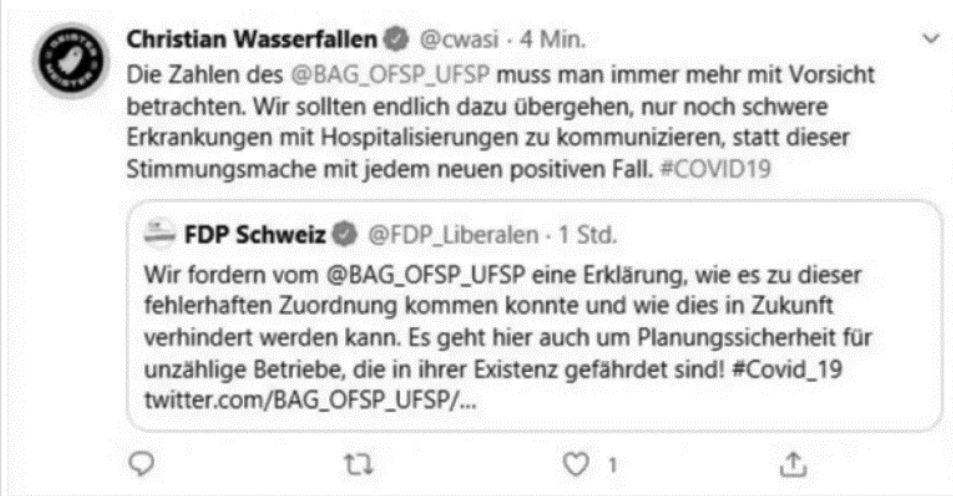 Christian Wasserfallen @cwasi · 4 Min.
Die Zahlen des @BAG_OFSP_UFSP muss man immer mehr mit Vorsicht
betrachten. Wir sollten endlich dazu übergehen, nur noch schwere
Erkrankungen mit Hospitalisierungen zu kommunizieren, statt dieser
Stimmungsmache mit jedem neuen positiven Fall. #COVID19
FDP Schweiz @FDP_Liberalen · 1 Std.
Wir fordern vom @BAG_OFSP_UFSP eine Erklärung, wie es zu dieser
fehlerhaften Zuordnung kommen konnte und wie dies in Zukunft
verhindert werden kann. Es geht hier auch um Planungssicherheit für
unzählige Betriebe, die in ihrer Existenz gefährdet sind! #Covid_19
twitter.com/BAG_OFSP_UFSP/...
1